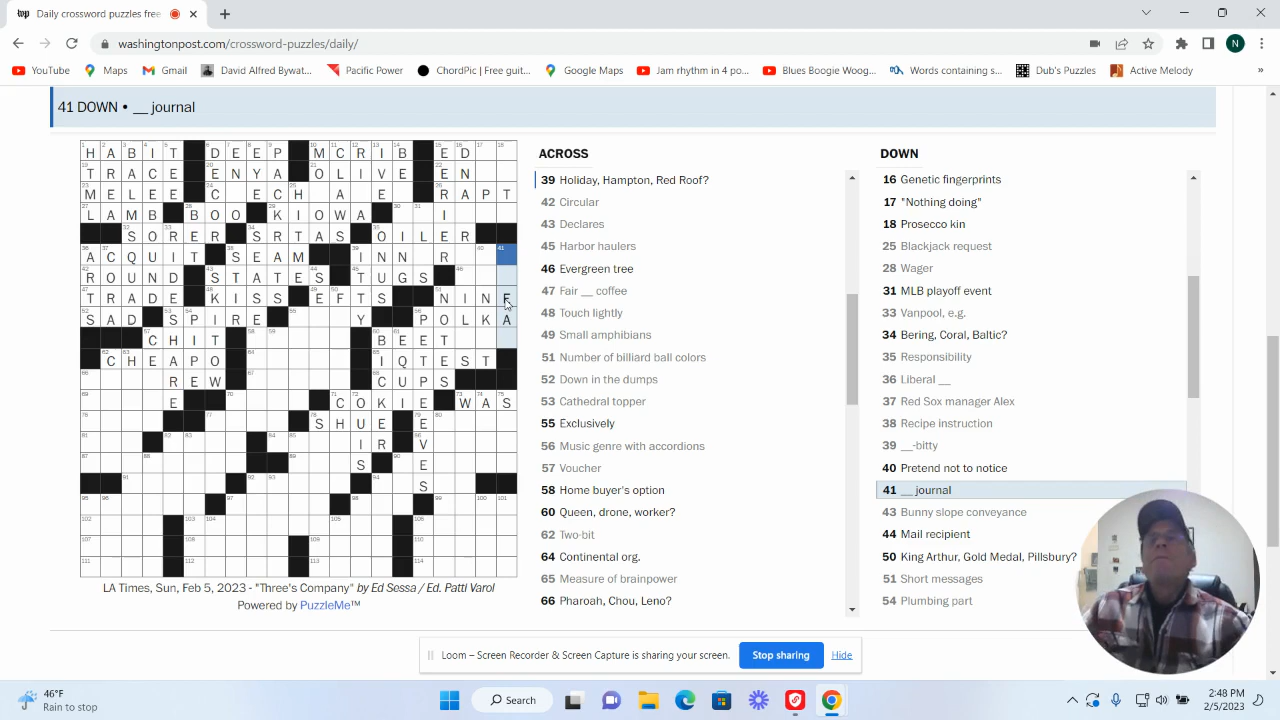 Daily crossword puzzles free
washingtonpost.com/crossword-puzzles/daily/
N
YouTube Maps Gmail David Alfred Bywat... Pacific Power ChordPic | Free guit... Google Maps Jam rhythm in 4 po... Blues Boogie Woog... Words containing s... Dub's Puzzles Active Melody »
41 DOWN • __ journal
H A B I T D E E P M C R I B E D
T R A C E E N Y A O L I V E E N
M E L E E C H A E R A P T
L A M B B O O K I O W A I
S O R E R S R T A S O I L E R
A C Q U I T S E A M I N N R
R O U N D S T A T E S T U G S
T R A D E K I S S E F T S N I N E
S A D S P I R E Y P O L K A
C H I T B E E T
C H E A P O I Q T E S T
R E W C U P S
E C O K I E W A S
S H U E E
I R V
S E
S
LA Times, Sun, Feb 5, 2023 - "Three's Company" by Ed Sessa / Ed. Patti Varol
Powered by PuzzleMe™
ACROSS
39 Holiday, Hampton, Red Roof?
42 Circular
43 Declares
45 Harbor haulers
46 Evergreen tree
47 Fair __ coffee
48 Touch lightly
49 Small amphibians
51 Number of billiard ball colors
52 Down in the dumps
53 Cathedral topper
55 Exclusively
56 Music genre with accordions
57 Voucher
58 Home buyer's option
60 Queen, drone, worker?
62 Two-bit
64 Continental org.
65 Measure of brainpower
66 Pharoah, Chou, Leno?
DOWN
16 Genetic fingerprints
17 "Nothing doing"
18 Prosecco kin
25 Blackjack request
28 Wager
31 MLB playoff event
33 Vanpool, e.g.
34 Bering, Coral, Baltic?
35 Responsibility
36 Liberal __
37 Red Sox manager Alex
38 Recipe instruction
39 __-bitty
40 Pretend not to notice
41 __ journal
43 Bunny slope conveyance
44 Mail recipient
50 King Arthur, Gold Medal, Pillsbury?
51 Short messages
54 Plumbing part
Loom – Screen Recorder & Screen Capture is sharing your screen. Stop sharing Hide
46°F
Rain to stop
Search
2:48 PM
2/5/2023